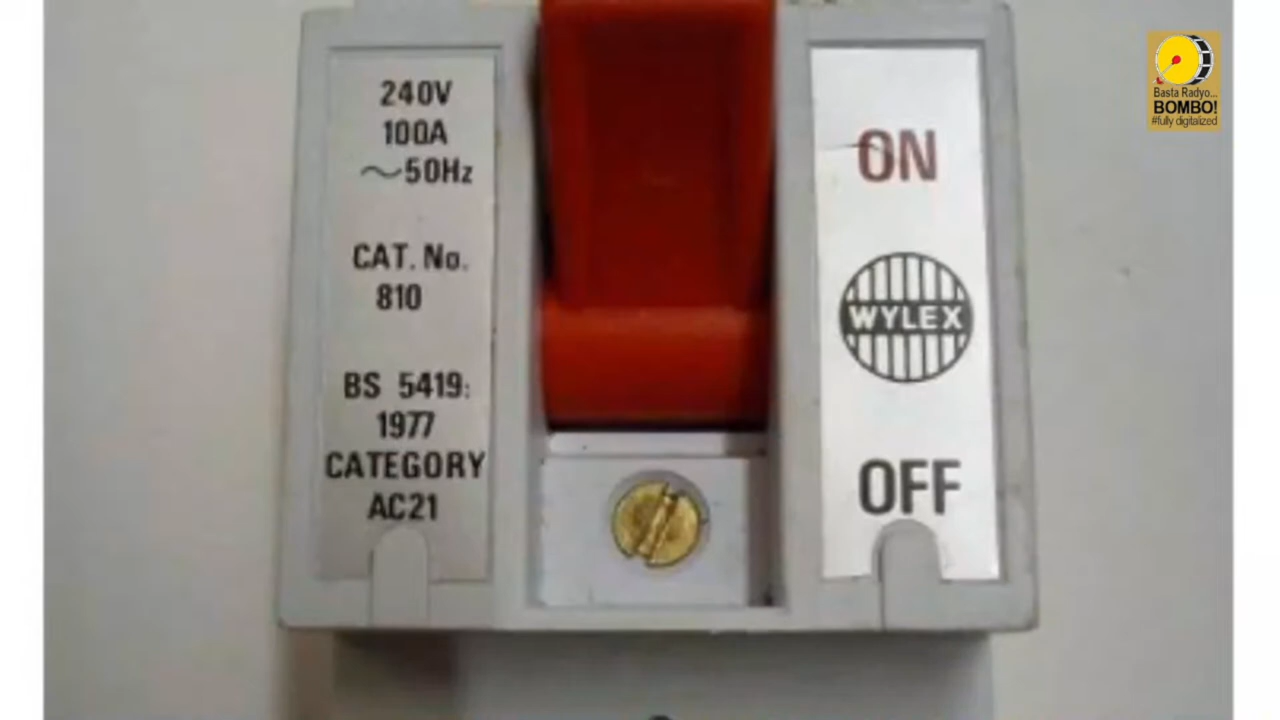 240V
100A
~50Hz
CAT. No.
810
BS 5419:
1977
CATEGORY
AC21
ON
WYLEX
OFF
Basta Radyo...
BOMBO!
#fully digitalized